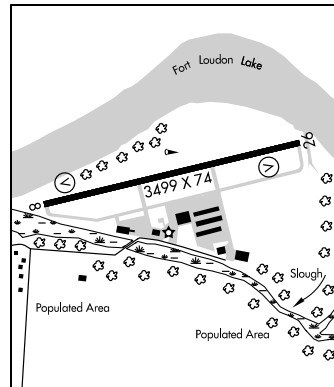 Fort Loudon Lake
26
V
V
3499 X 74
8
Slough
Populated Area
Populated Area